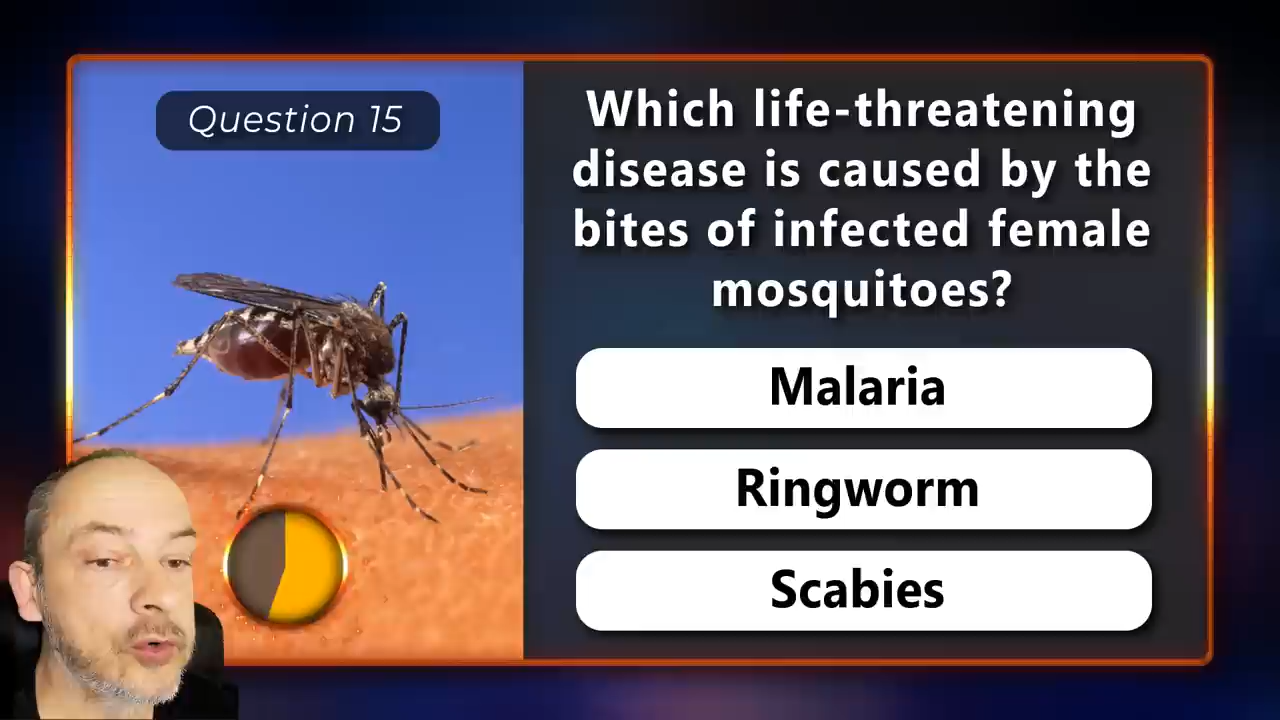 Question 15
Which life-threatening
disease is caused by the
bites of infected female
mosquitoes?
Malaria
Ringworm
Scabies